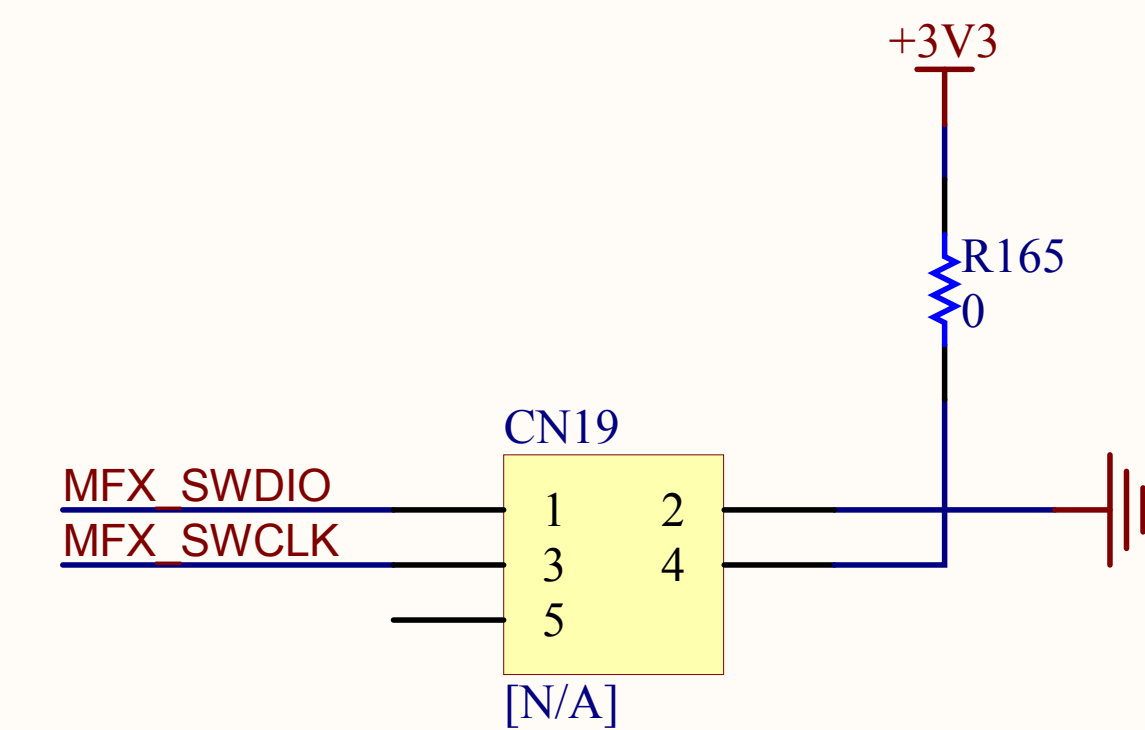 +3V3
R165
0
CN19
MFX_SWDIO
MFX_SWCLK
1 2
3 4
5
[N/A]